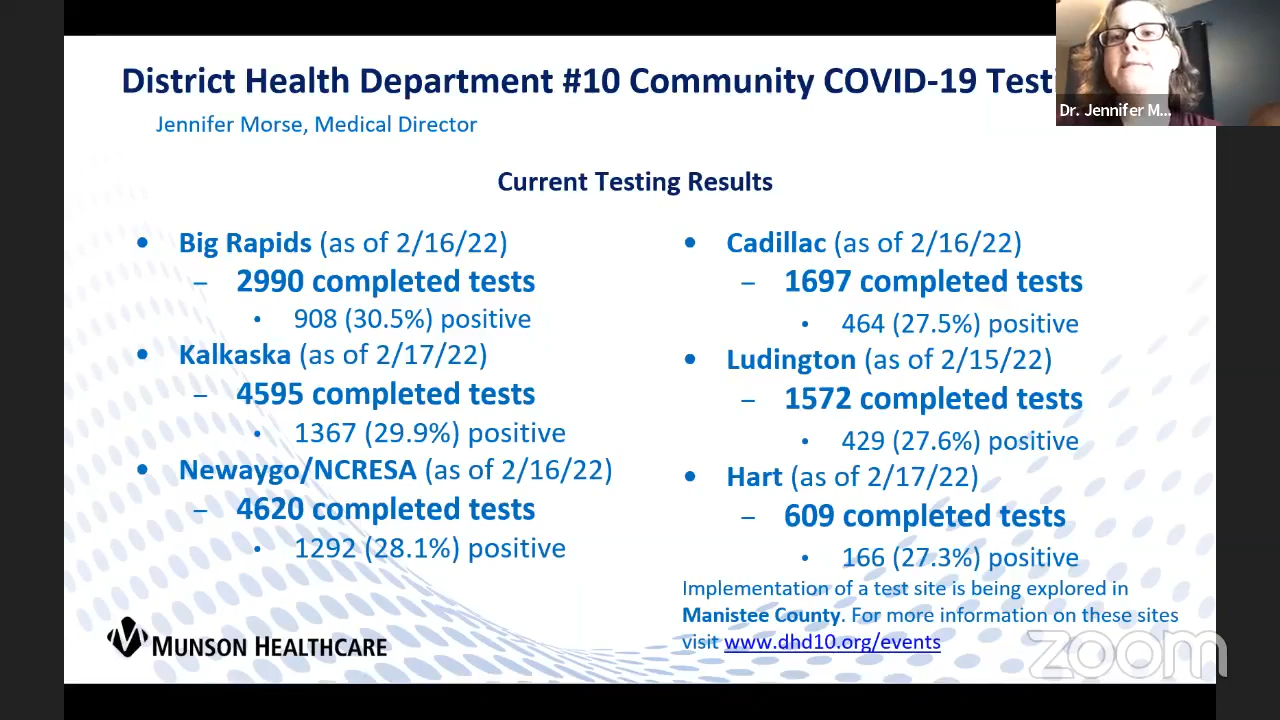 District Health Department #10 Community COVID-19 Testi
Jennifer Morse, Medical Director
Dr. Jennifer M...
Current Testing Results
• Big Rapids (as of 2/16/22)
– 2990 completed tests
• 908 (30.5%) positive
• Kalkaska (as of 2/17/22)
– 4595 completed tests
• 1367 (29.9%) positive
• Newaygo/NCRESA (as of 2/16/22)
– 4620 completed tests
• 1292 (28.1%) positive
• Cadillac (as of 2/16/22)
– 1697 completed tests
• 464 (27.5%) positive
• Ludington (as of 2/15/22)
– 1572 completed tests
• 429 (27.6%) positive
• Hart (as of 2/17/22)
– 609 completed tests
• 166 (27.3%) positive
Implementation of a test site is being explored in
Manistee County. For more information on these sites
visit www.dhd10.org/events
MUNSON HEALTHCARE
zoom